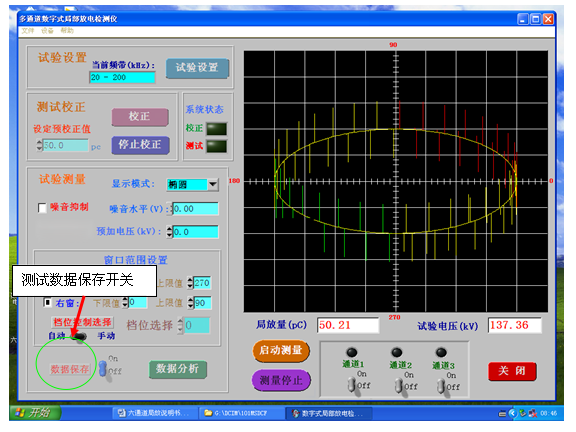 多通道数字式局部放电检测仪
文件 设备 帮助
试验设置
当前频带(kHz):
20 - 200
试验设置
测试校正
校正
设定预校正值
50.0 pc
停止校正
系统状态
校正
测试
试验测量
显示模式: 椭圆
噪音抑制
噪音水平(V): 0.00
预加电压(kV): 0.0
窗口范围设置
测试数据保存开关
上限值 270
右窗: 下限值 0 上限值 90
档位控制选择
自动 手动
档位选择 0
数据保存
On
Off
数据分析
90
180
0
270
局放量(pC) 50.21
试验电压(kV) 137.36
启动测量
测量停止
通道1
On
Off
通道2
On
Off
通道3
On
Off
关 闭
开始
六通道局放说明书...
数字式局部放电检...
08:46